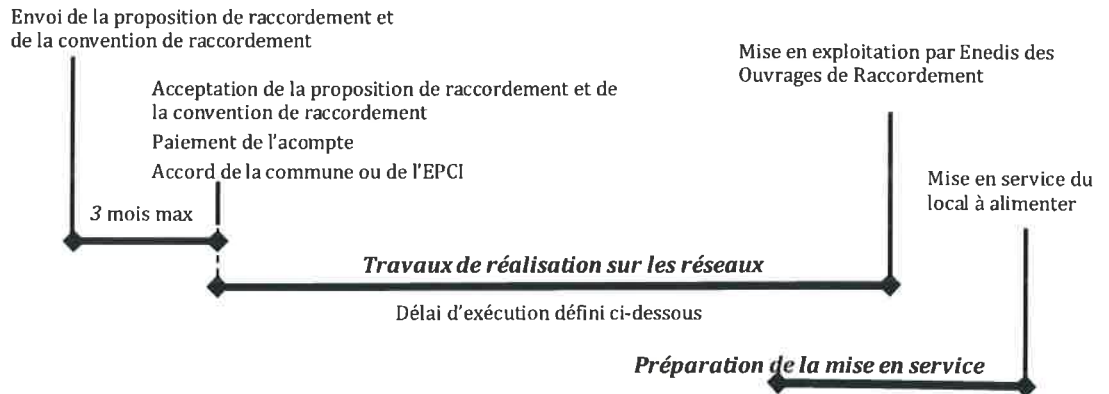 Envoi de la proposition de raccordement et
de la convention de raccordement
Mise en exploitation par Enedis des
Ouvrages de Raccordement
Acceptation de la proposition de raccordement et de
la convention de raccordement
Paiement de l'acompte
Accord de la commune ou de l'EPCI
Mise en service du
local à alimenter
3 mois max
Travaux de réalisation sur les réseaux
Délai d'exécution défini ci-dessous
Préparation de la mise en service